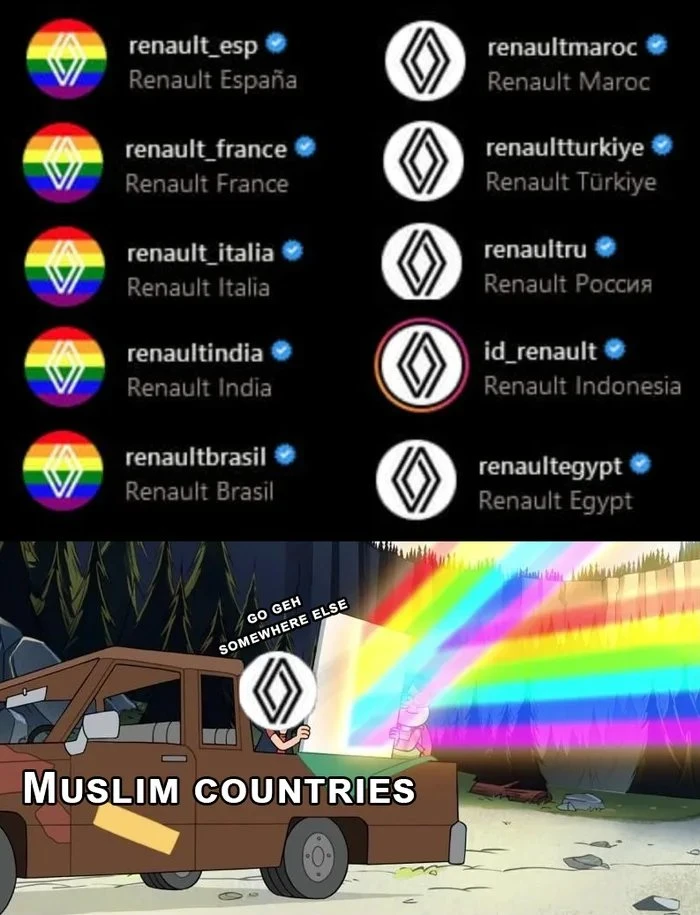 renault_esp
Renault España
renault_france
Renault France
renault_italia
Renault Italia
renaultindia
Renault India
renaultbrasil
Renault Brasil
renaultmaroc
Renault Maroc
renaultturkiye
Renault Türkiye
renaultru
Renault Россия
id_renault
Renault Indonesia
renaultegypt
Renault Egypt
GO GEH
SOMEWHERE ELSE
MUSLIM COUNTRIES